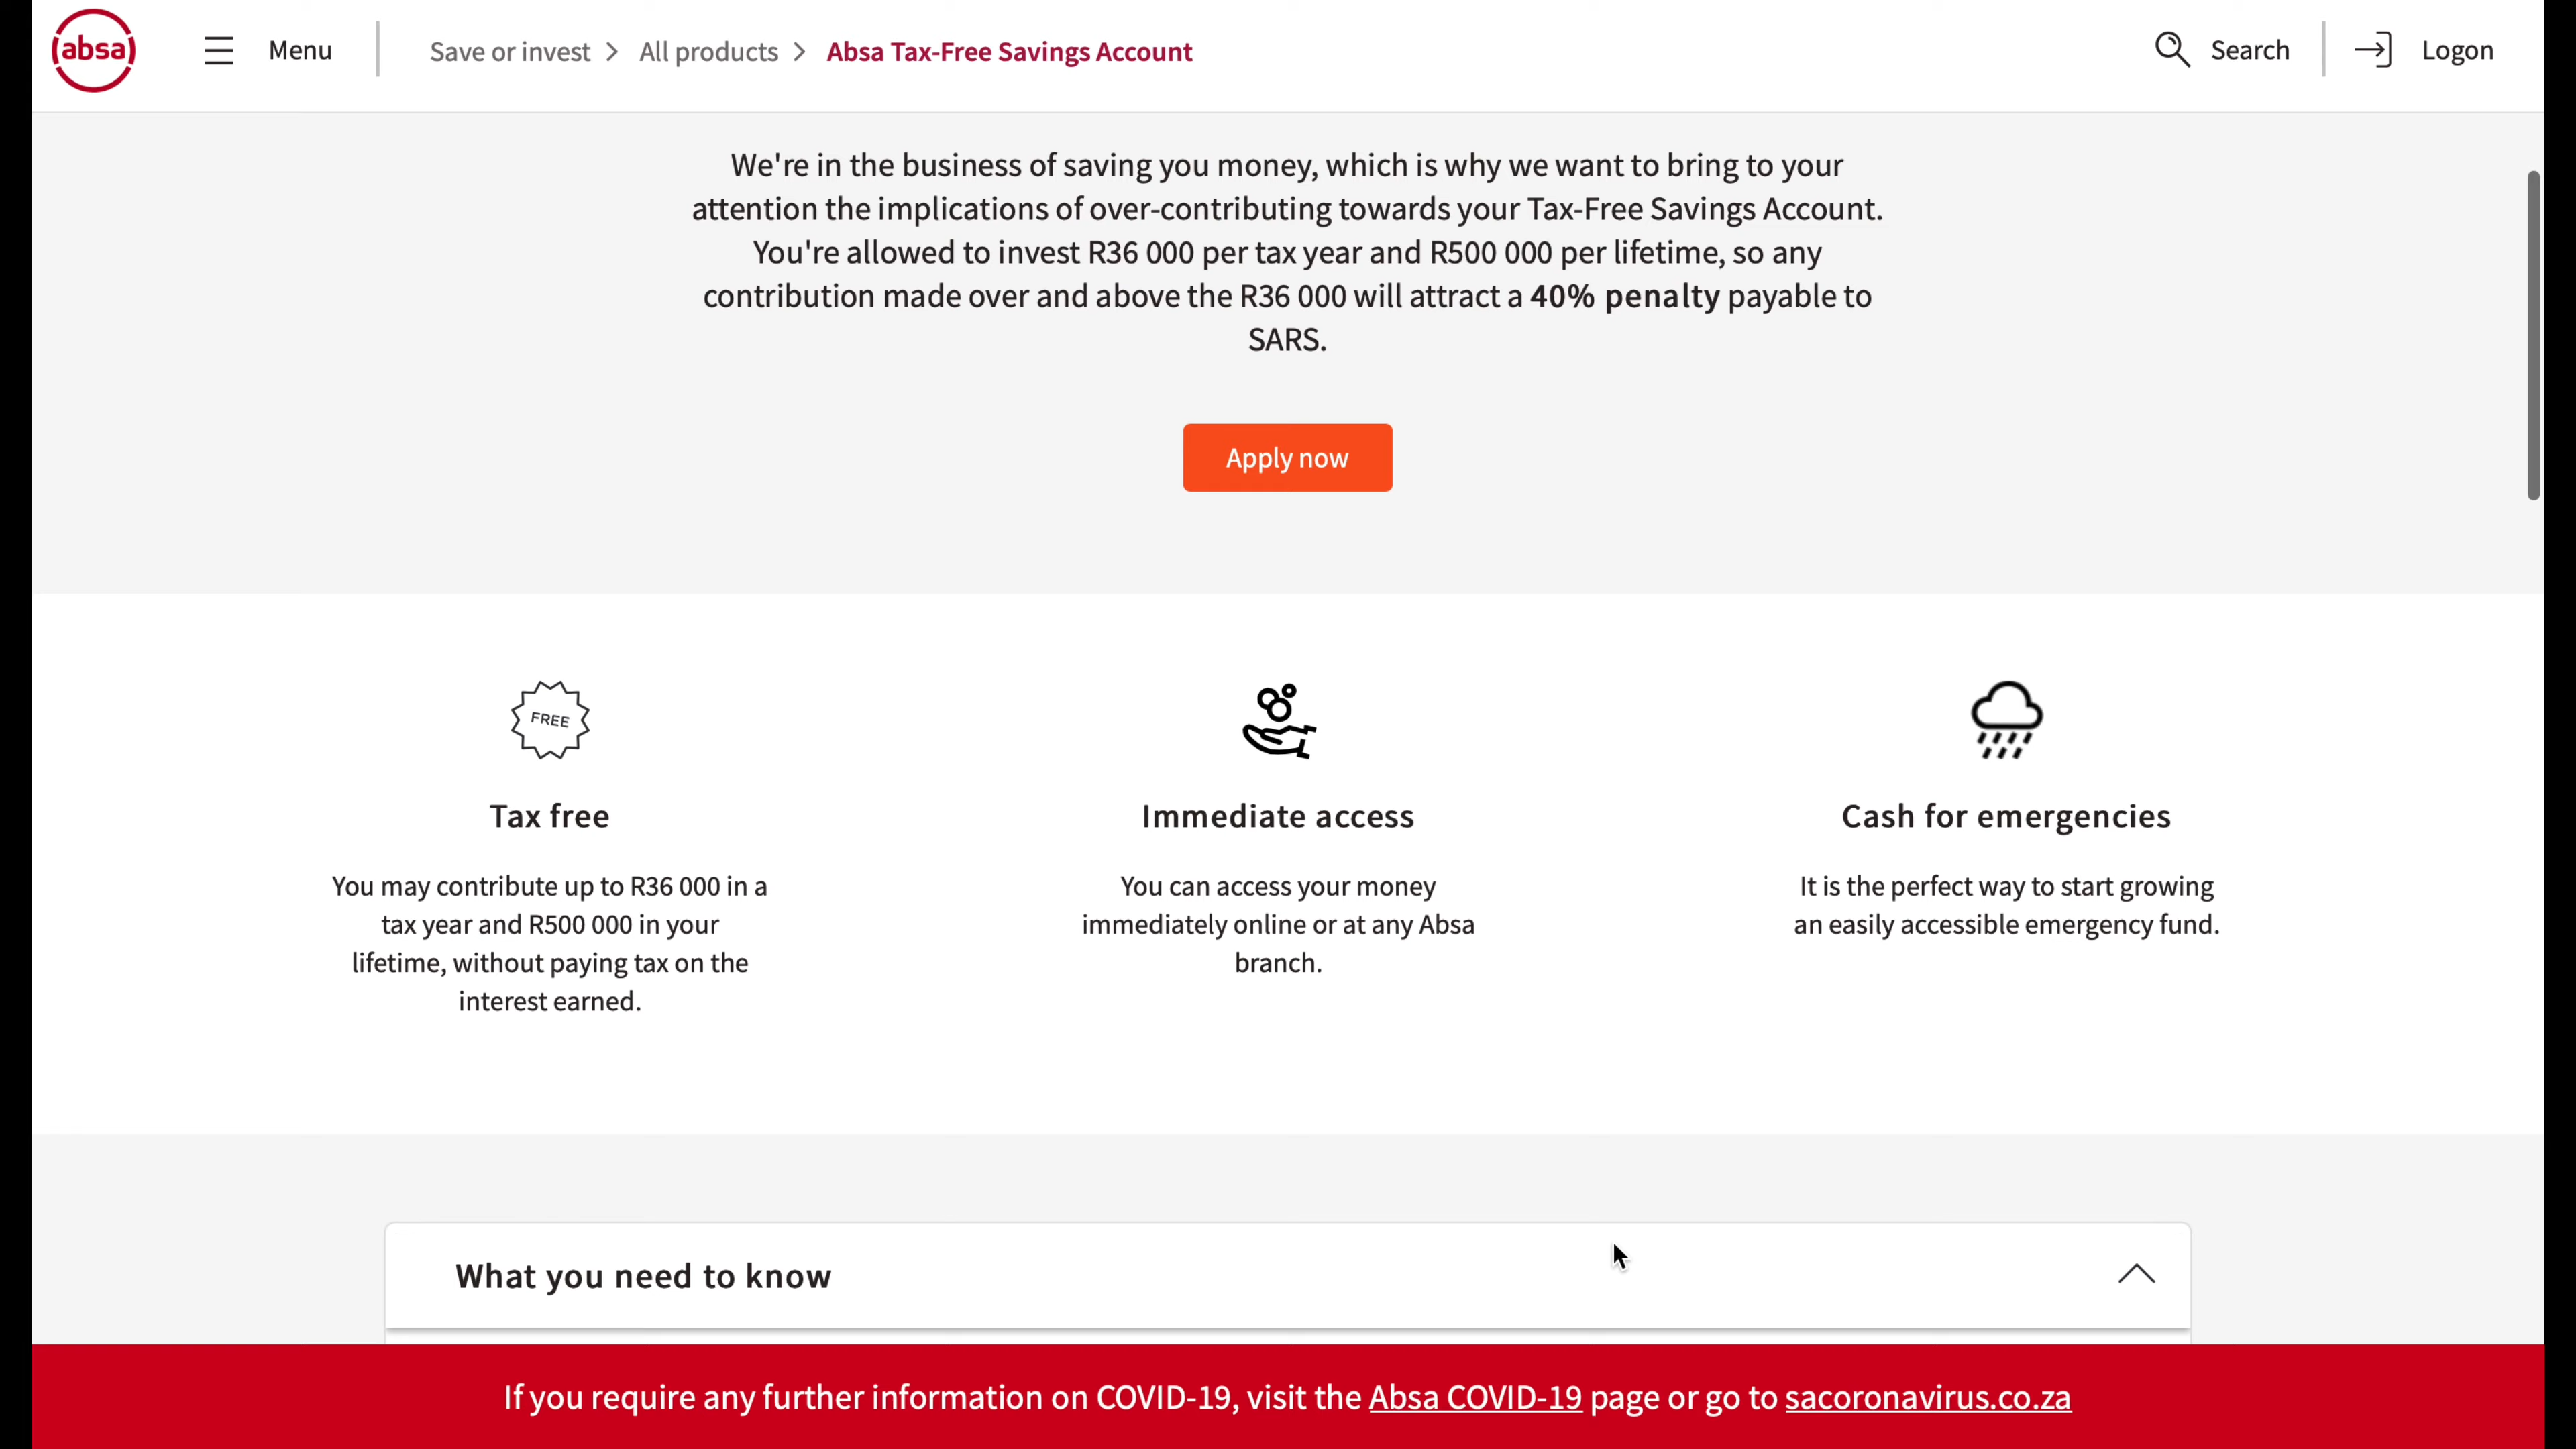 absa
Menu
Save or invest > All products > Absa Tax-Free Savings Account
Search
Logon
We're in the business of saving you money, which is why we want to bring to your
attention the implications of over-contributing towards your Tax-Free Savings Account.
You're allowed to invest R36 000 per tax year and R500 000 per lifetime, so any
contribution made over and above the R36 000 will attract a 40% penalty payable to
SARS.
Apply now
FREE
Tax free
You may contribute up to R36 000 in a
tax year and R500 000 in your
lifetime, without paying tax on the
interest earned.
Immediate access
You can access your money
immediately online or at any Absa
branch.
Cash for emergencies
It is the perfect way to start growing
an easily accessible emergency fund.
What you need to know
If you require any further information on COVID-19, visit the Absa COVID-19 page or go to sacoronavirus.co.za